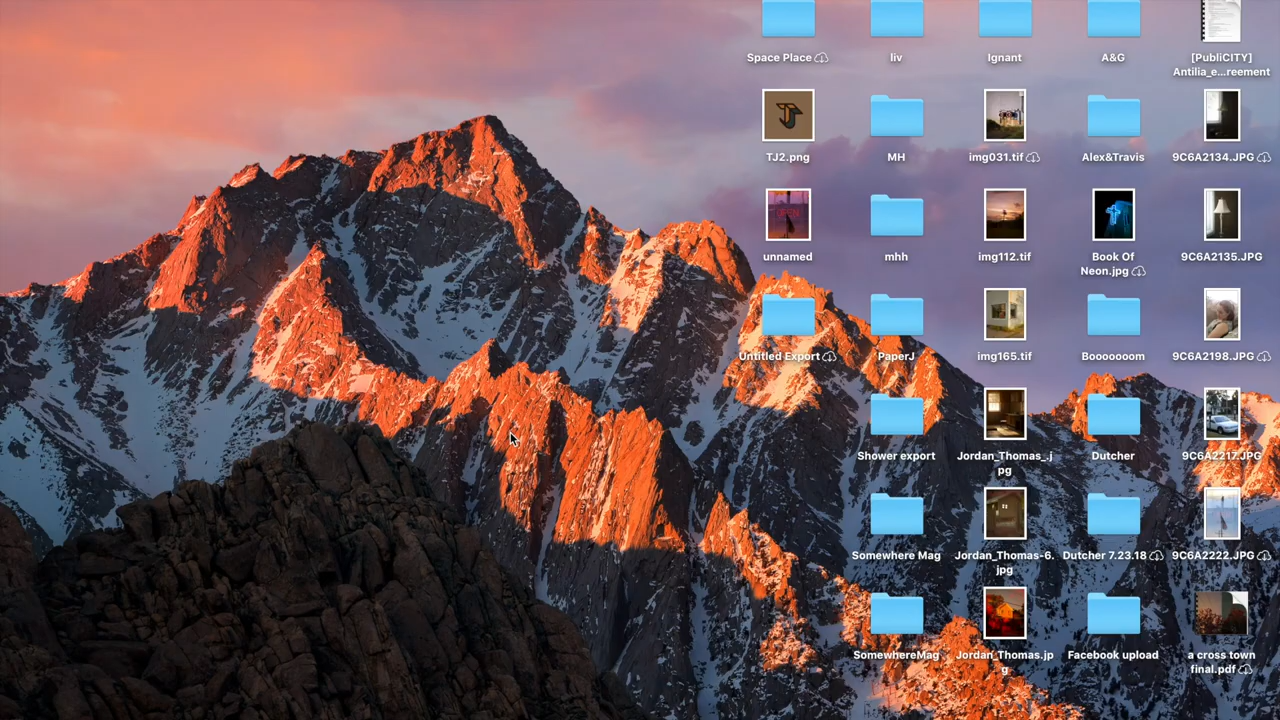 Space Place
liv
Ignant
A&G
[PubliCITY]
Antilia_e...reement
TJ2.png
MH
img031.tif
Alex&Travis
9C6A2134.JPG
unnamed
mhh
img112.tif
Book Of
Neon.jpg
9C6A2135.JPG
Untitled Export
PaperJ
img165.tif
Dutcher
Booooooom
9C6A2198.JPG
Shower export
Jordan_Thomas_.j
pg
9C6A2217.JPG
Somewhere Mag
Jordan_Thomas-6.
jpg
Dutcher 7.23.18
9C6A2222.JPG
SomewhereMag
Jordan_Thomas.jp
g
Facebook upload
a cross town
final.pdf